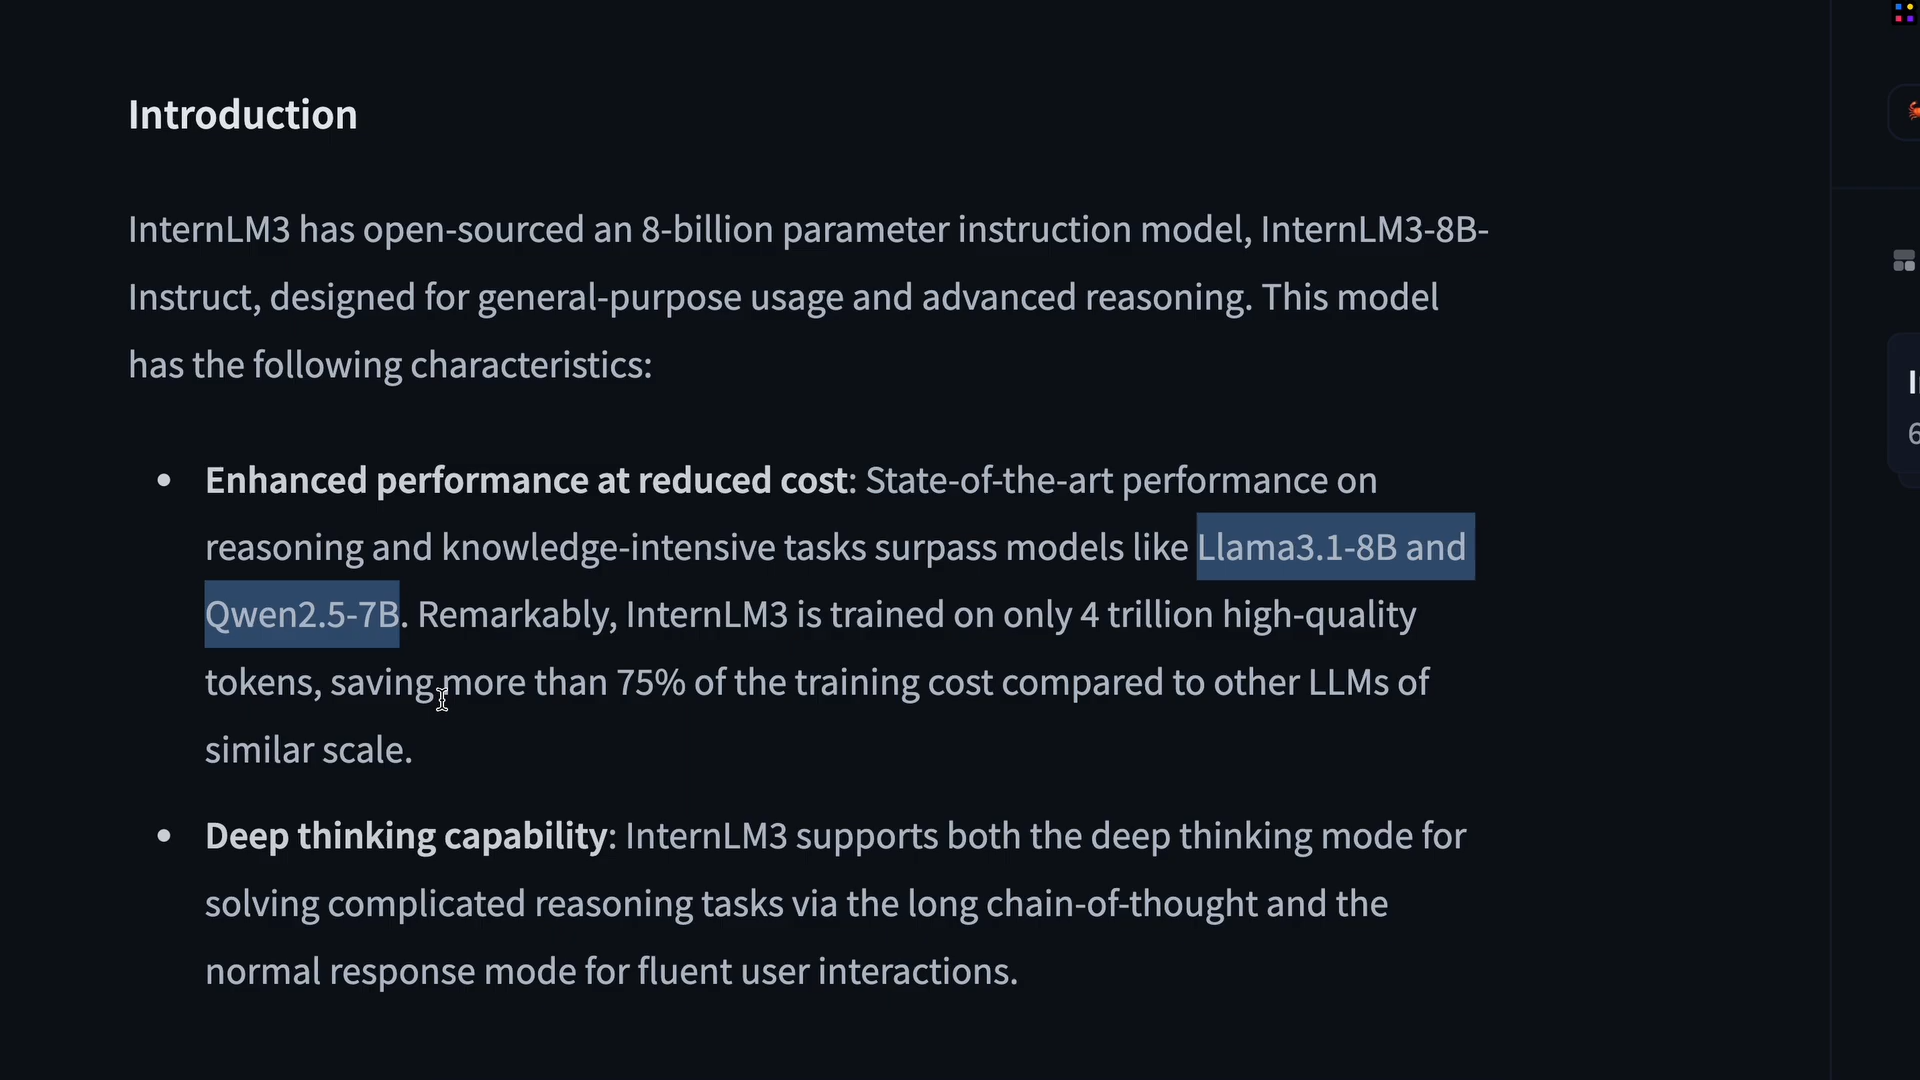 Introduction
InternLM3 has open-sourced an 8-billion parameter instruction model, InternLM3-8B-
Instruct, designed for general-purpose usage and advanced reasoning. This model
has the following characteristics:
• Enhanced performance at reduced cost: State-of-the-art performance on
reasoning and knowledge-intensive tasks surpass models like Llama3.1-8B and
Qwen2.5-7B. Remarkably, InternLM3 is trained on only 4 trillion high-quality
tokens, saving more than 75% of the training cost compared to other LLMs of
similar scale.
• Deep thinking capability: InternLM3 supports both the deep thinking mode for
solving complicated reasoning tasks via the long chain-of-thought and the
normal response mode for fluent user interactions.